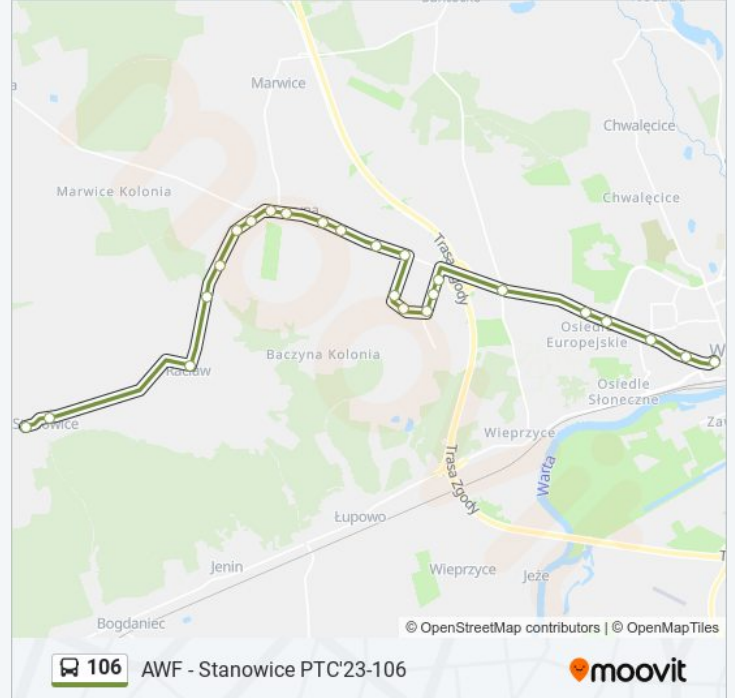 Marwice
Chwalęcice
Marwice Kolonia
Chwalęcice
Trasa Zgody
Osiedle
Europejskie
W
Baczyna Kolonia
Racław
Osiedle
Słoneczne
Wieprzyce
Trasa Zgody
Warta
Łupowo
Jenin
Wieprzyce
Jeże
Bogdaniec
© OpenStreetMap contributors | © OpenMapTiles
106 AWF - Stanowice PTC'23-106
moovit